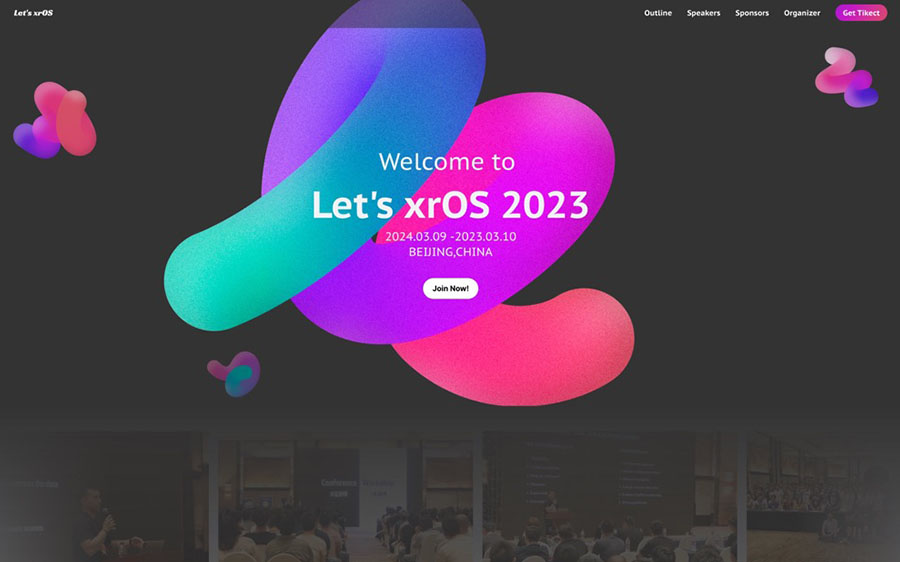 Let's xrOS
Outline
Speakers
Sponsors
Organizer
Get Tikect
Welcome to
Let's xrOS 2023
2024.03.09 -2023.03.10
BEIJING,CHINA
Join Now!
Conference